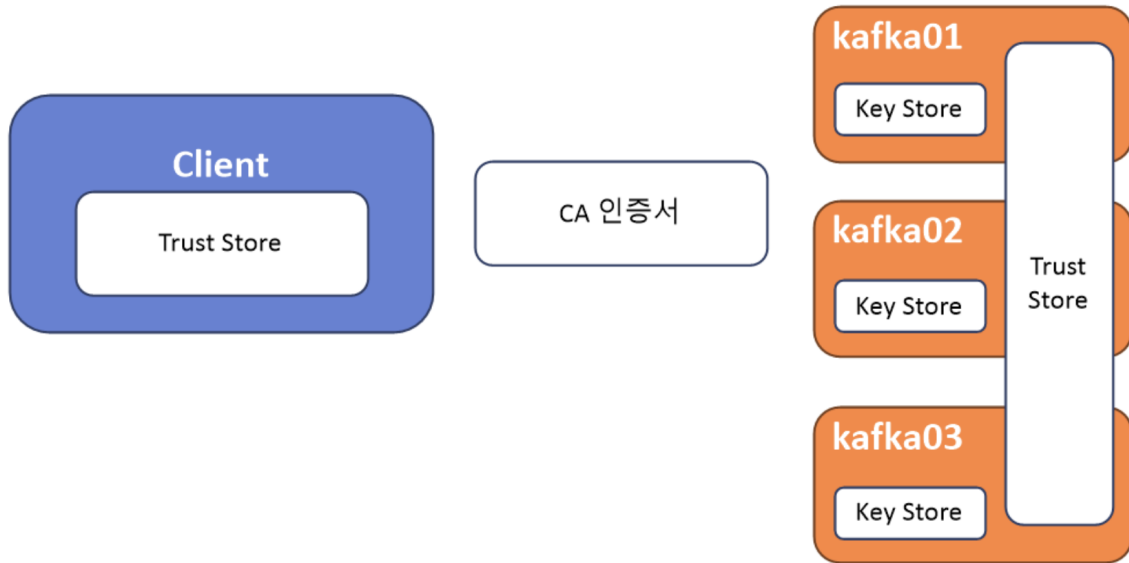 Client
Trust Store
CA 인증서
kafka01
Key Store
kafka02
Key Store
kafka03
Key Store
Trust
Store